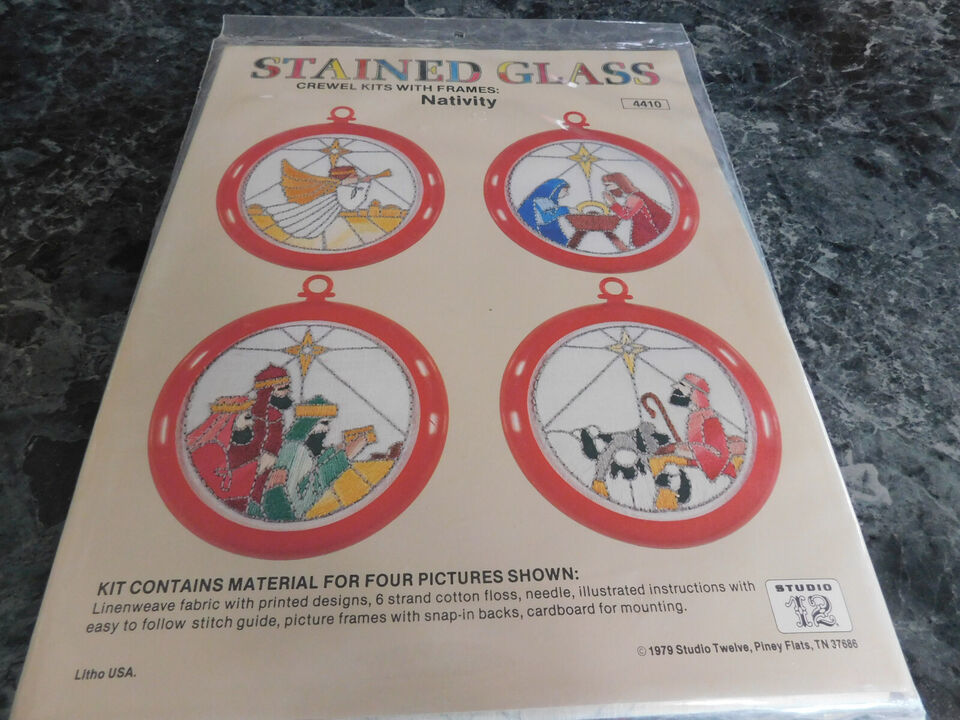 STAINED GLASS
CREWEL KITS WITH FRAMES:
Nativity
4410
KIT CONTAINS MATERIAL FOR FOUR PICTURES SHOWN:
Linenweave fabric with printed designs, 6 strand cotton floss, needle, illustrated instructions with
easy to follow stitch guide, picture frames with snap-in backs, cardboard for mounting.
STUDIO
12
© 1979 Studio Twelve, Piney Flats, TN 37686
Litho USA.